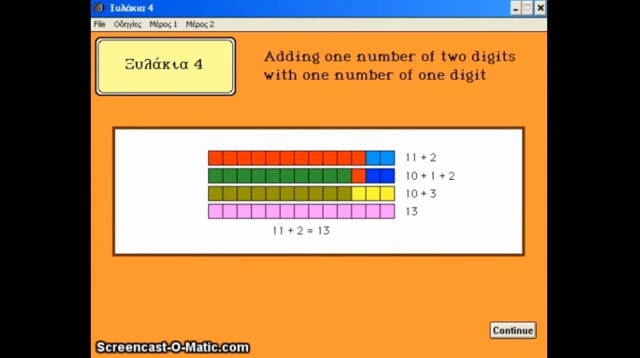 Ξυλάκια 4
File Οδηγίες Μέρος 1 Μέρος 2
Ξυλάκια 4
Adding one number of two digits
with one number of one digit
11 + 2
10 + 1 + 2
10 + 3
13
11 + 2 = 13
Continue
Screencast-O-Matic.com